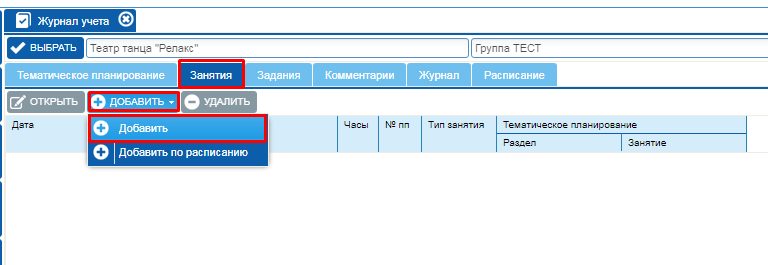 Журнал учета
ВЫБРАТЬ Театр танца "Релакс" Группа ТЕСТ
Тематическое планирование Занятия Задания Комментарии Журнал Расписание
ОТКРЫТЬ ДОБАВИТЬ УДАЛИТЬ
Дата Часы № пп Тип занятия Тематическое планирование
Раздел Занятие
Добавить
Добавить по расписанию